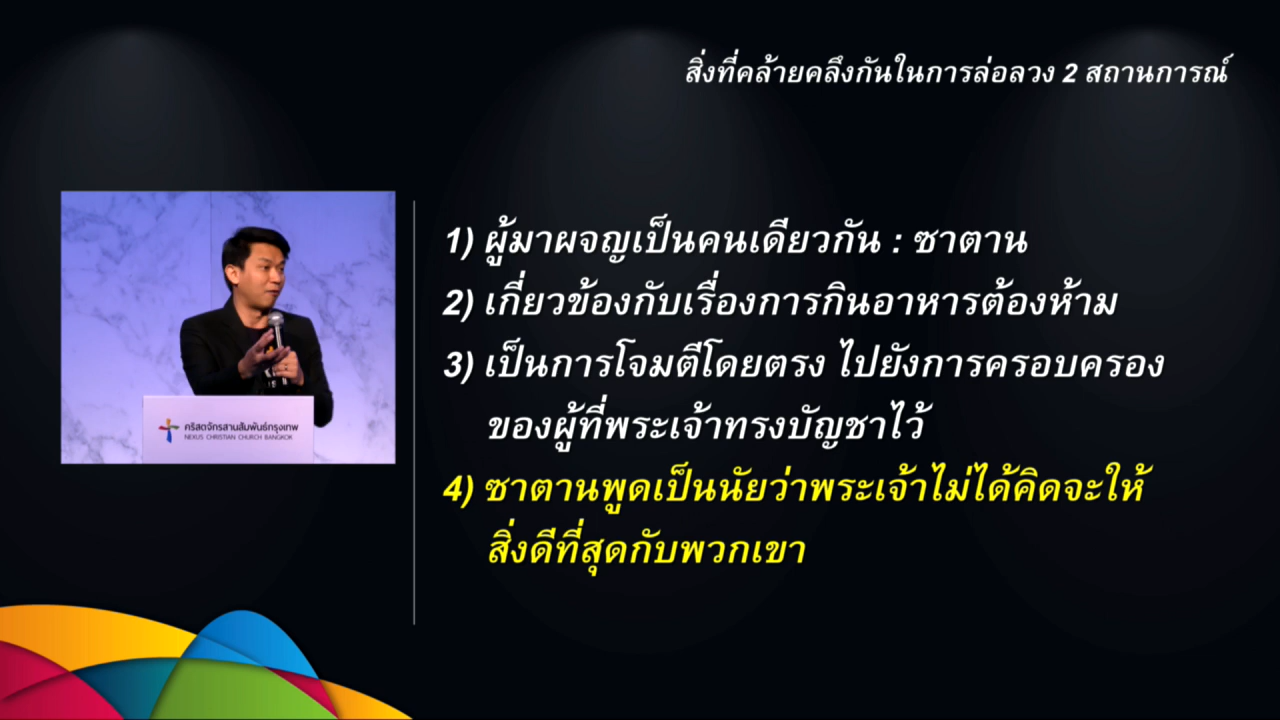 สิ่งที่คล้ายคลึงกันในการล่อลวง 2 สถานการณ์
1) ผู้มาผจญเป็นคนเดียวกัน : ซาตาน
2) เกี่ยวข้องกับเรื่องการกินอาหารต้องห้าม
3) เป็นการโจมตีโดยตรง ไปยังการครอบครอง
ของผู้ที่พระเจ้าทรงบัญชาไว้
4) ซาตานพูดเป็นนัยว่าพระเจ้าไม่ได้คิดจะให้
สิ่งดีที่สุดกับพวกเขา
คริสตจักรสานสัมพันธ์กรุงเทพ
NEXUS CHRISTIAN CHURCH BANGKOK